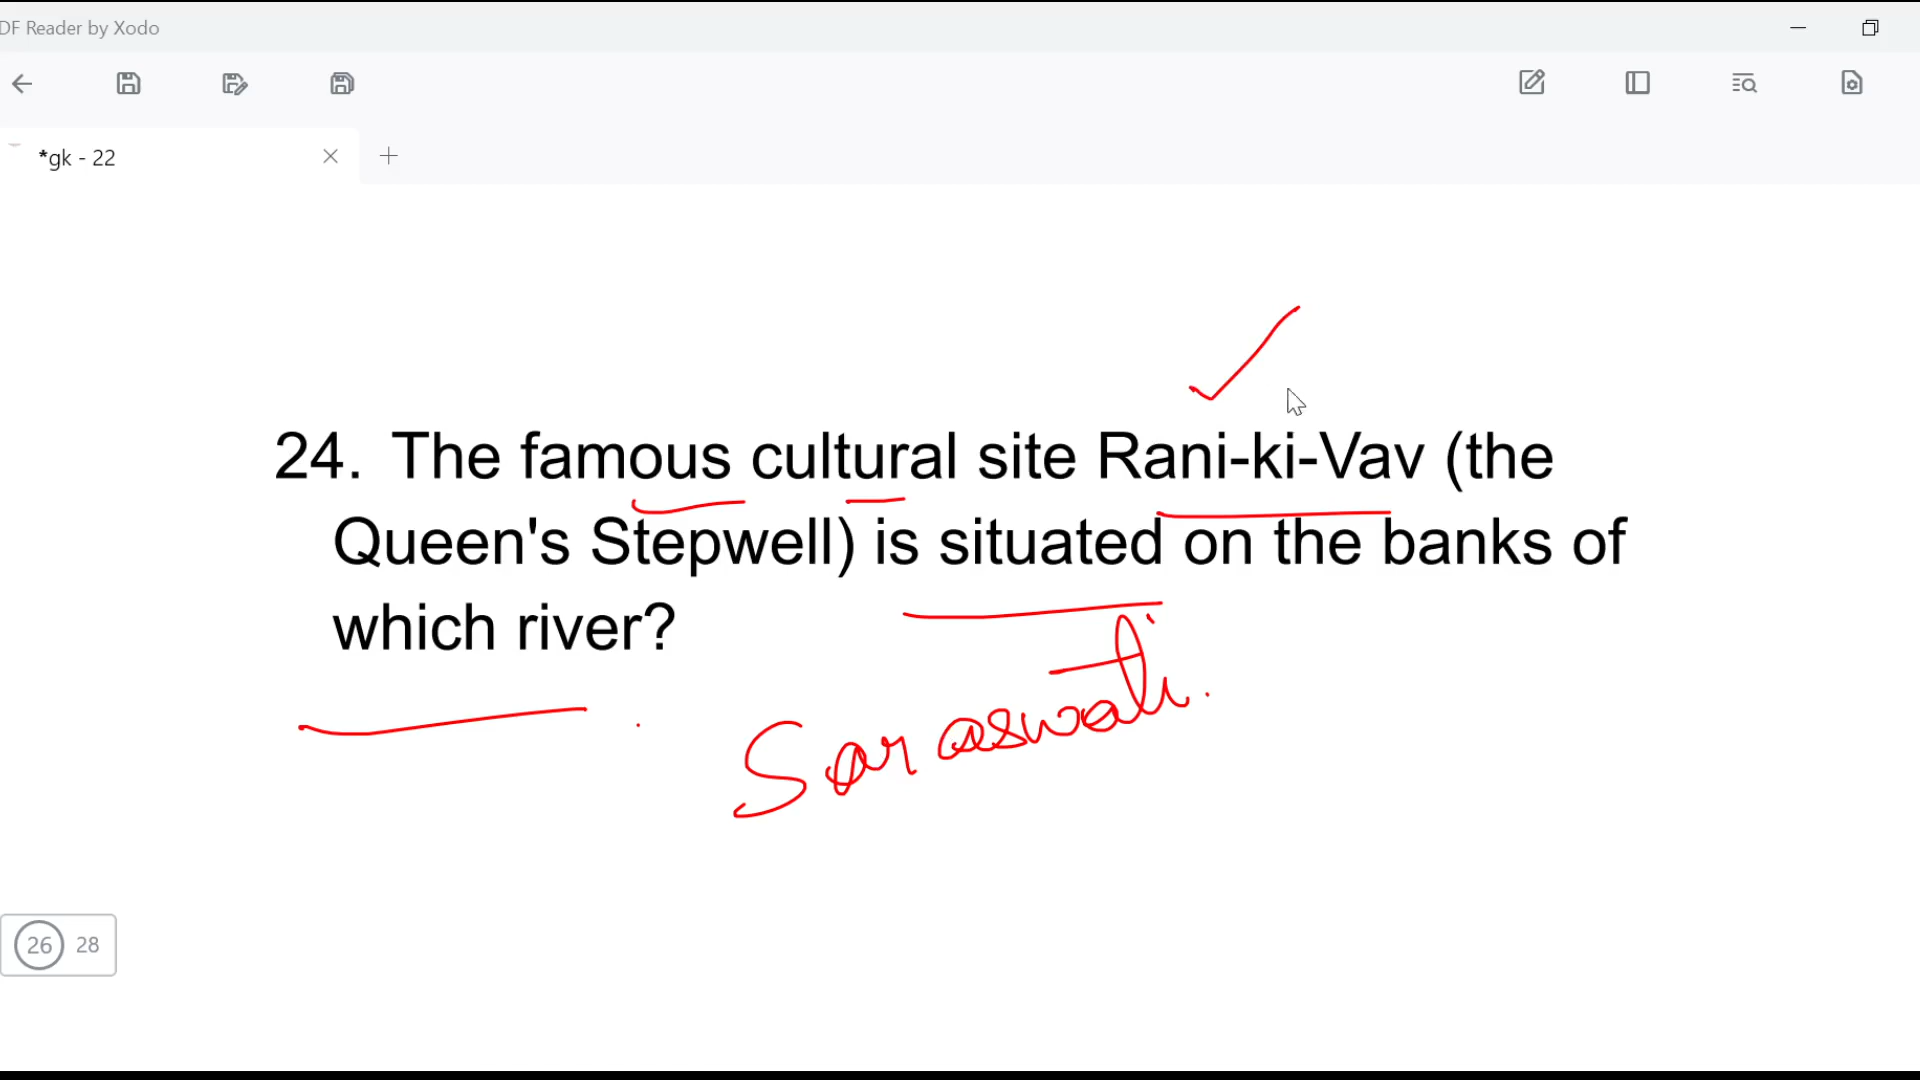 DF Reader by Xodo
*gk - 22
24. The famous cultural site Rani-ki-Vav (the
Queen's Stepwell) is situated on the banks of
which river?
Saraswati.
26 28